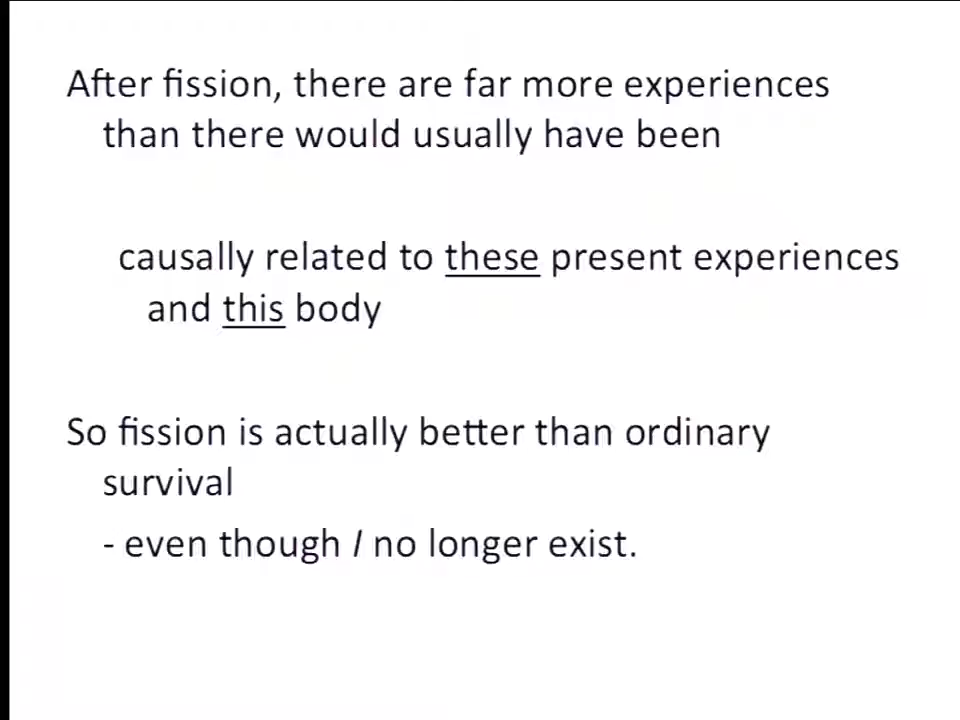 After fission, there are far more experiences
than there would usually have been
causally related to these present experiences
and this body
So fission is actually better than ordinary
survival
- even though I no longer exist.